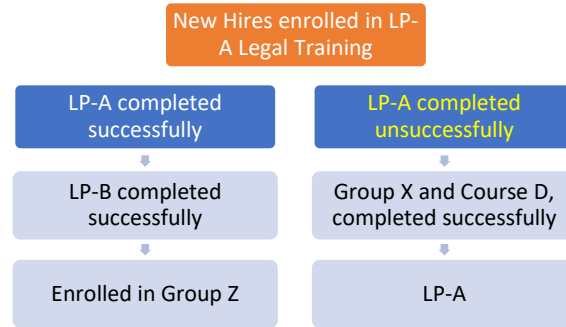 New Hires enrolled in LP-
A Legal Training
LP-A completed
successfully
LP-A completed
unsuccessfully
LP-B completed
successfully
Group X and Course D,
completed successfully
Enrolled in Group Z
LP-A